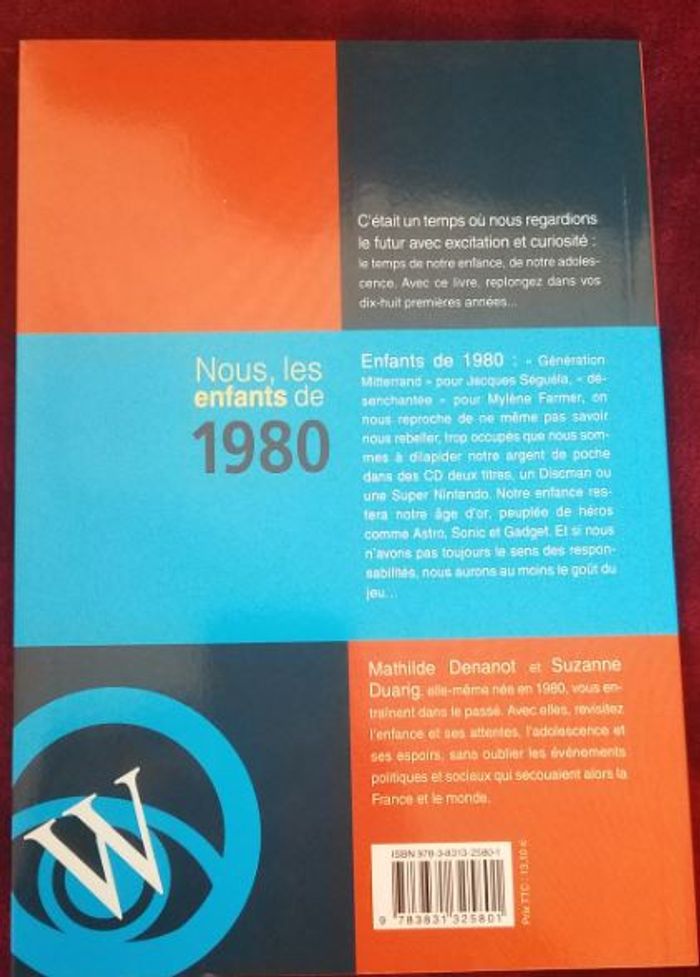 C'était un temps où nous regardions
le futur avec excitation et curiosité :
le temps de notre enfance, de notre adoles-
cence. Avec ce livre, replongez dans vos
dix-huit premières années...
Nous, les
enfants de
1980
Enfants de 1980 : « Génération
Mitterrand » pour Jacques Séguéla, « dé-
senchantée » pour Mylène Farmer, on
nous reproche de ne même pas savoir
nous rebeller, trop occupés que nous som-
mes à dilapider notre argent de poche
dans des CD deux titres, un Discman ou
une Super Nintendo. Notre enfance res-
tera notre âge d'or, peuplée de héros
comme Astro, Sonic et Gadget. Et si nous
n'avons pas toujours le sens des respon-
sabilités, nous aurons au moins le goût du
jeu...
Mathilde Denanot et Suzanne
Duarig, elle-même née en 1980, vous en-
traînent dans le passé. Avec elles, revisitez
l'enfance et ses attentes, l'adolescence et
ses espoirs, sans oublier les événements
politiques et sociaux qui secouaient alors la
France et le monde.
W
ISBN 978-3-8313-2580-1
9 783831 325801
Prix TTC : 13,10 €